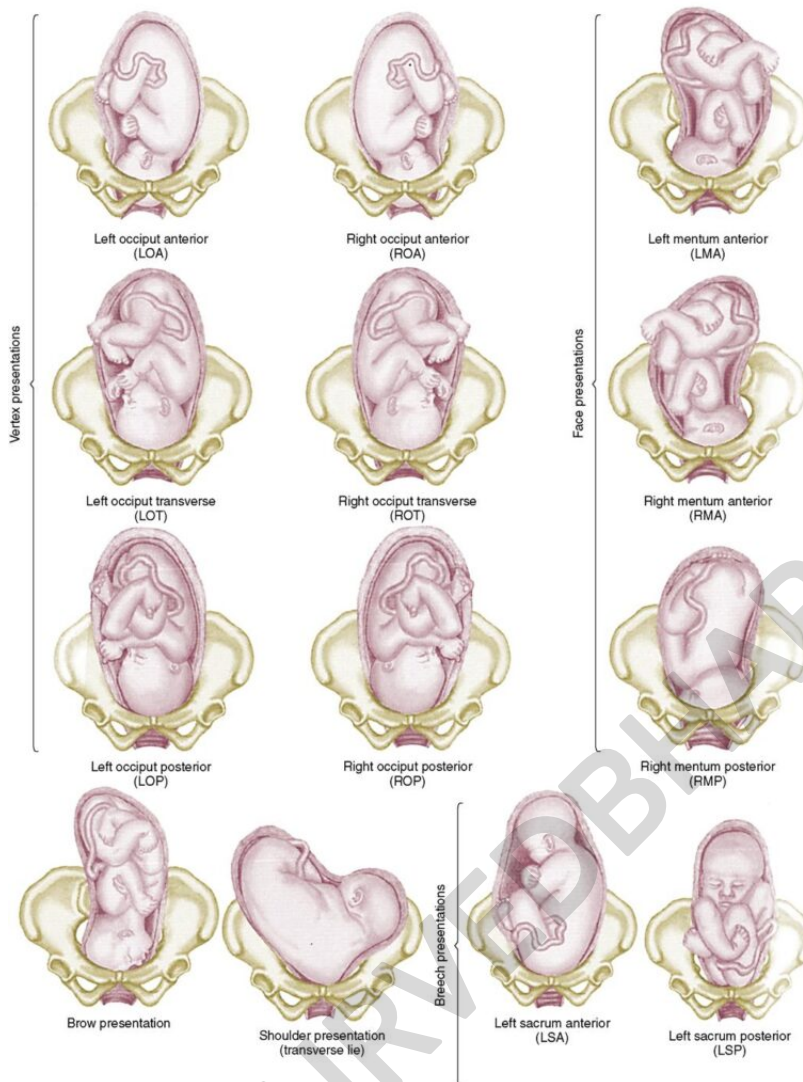 Vertex presentations
Left occiput anterior
(LOA)
Right occiput anterior
(ROA)
Left occiput transverse
(LOT)
Right occiput transverse
(ROT)
Left occiput posterior
(LOP)
Right occiput posterior
(ROP)
Face presentations
Left mentum anterior
(LMA)
Right mentum anterior
(RMA)
Right mentum posterior
(RMP)
Brow presentation
Shoulder presentation
(transverse lie)
Breech presentations
Left sacrum anterior
(LSA)
Left sacrum posterior
(LSP)